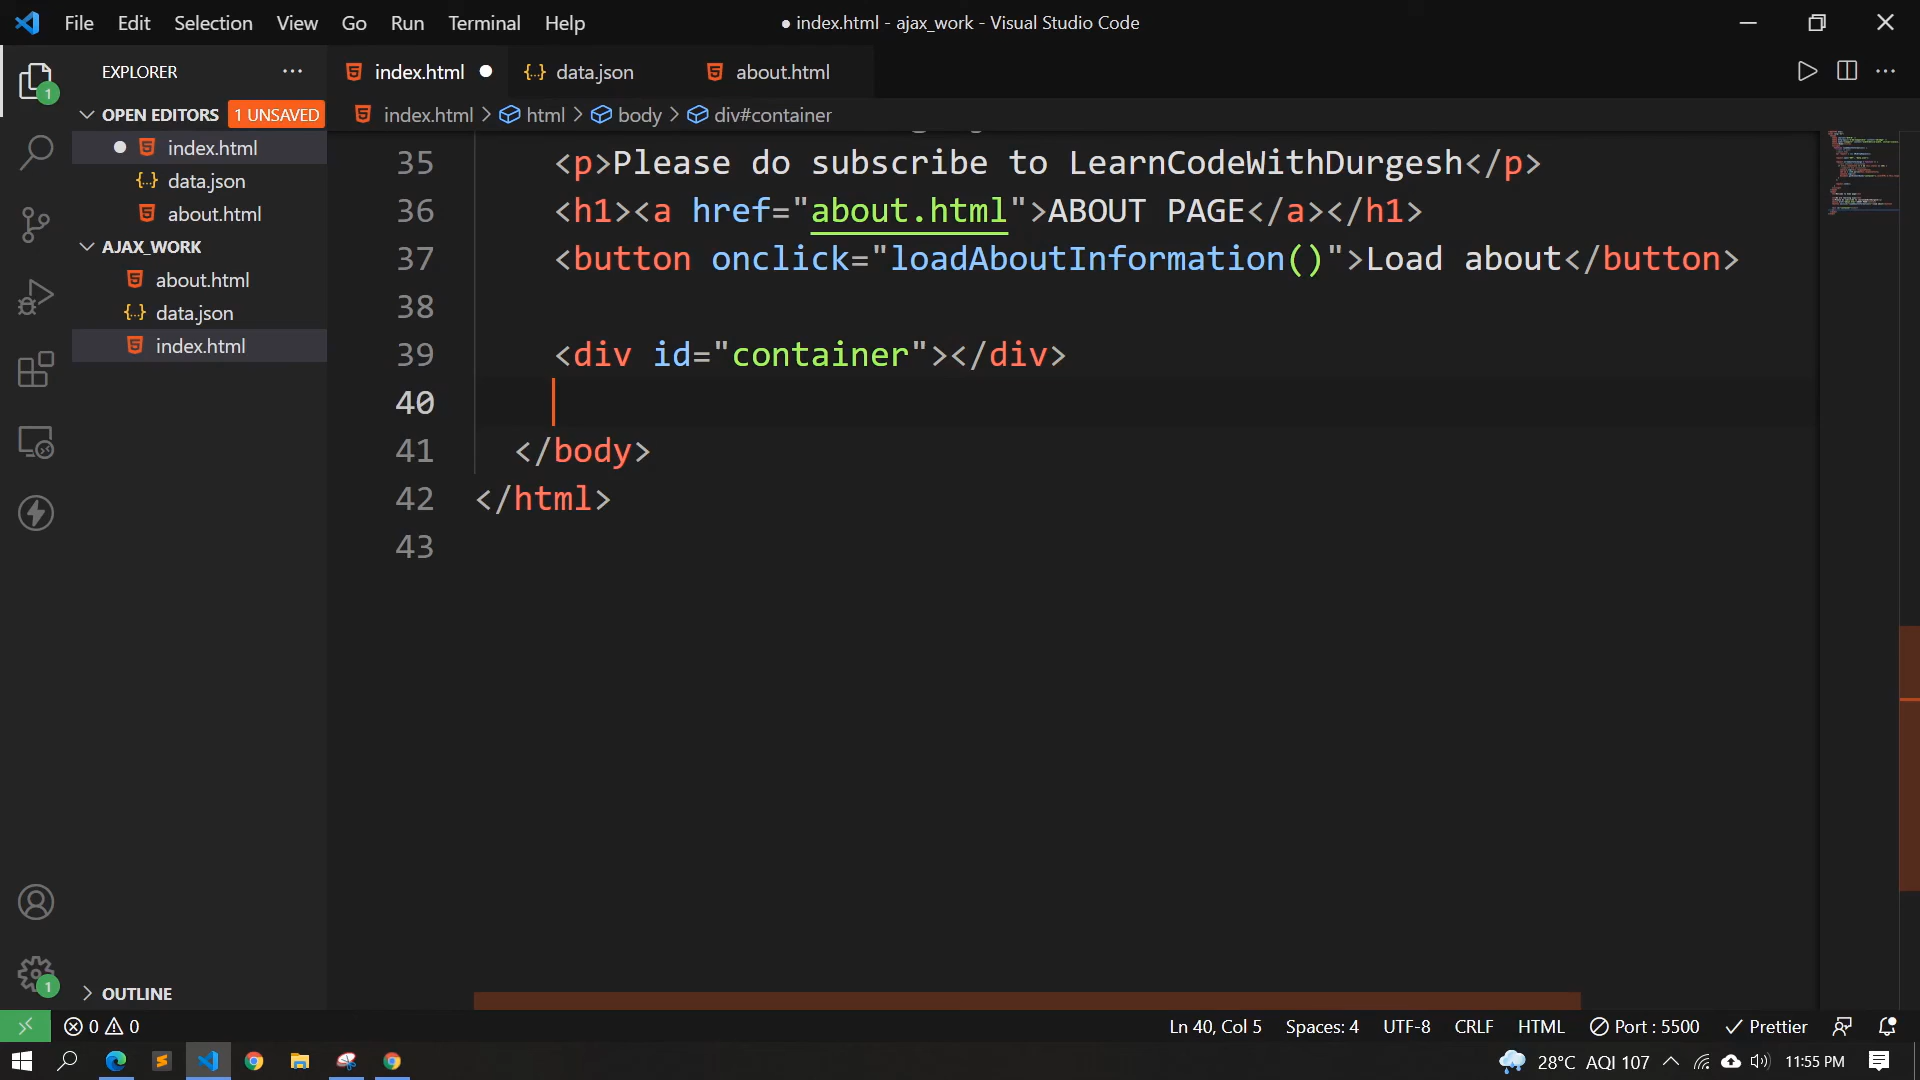 File Edit Selection View Go Run Terminal Help
● index.html - ajax_work - Visual Studio Code
EXPLORER
index.html
data.json
about.html
OPEN EDITORS 1 UNSAVED
index.html > html > body > div#container
index.html
data.json
about.html
AJAX_WORK
about.html
data.json
index.html
35 <p>Please do subscribe to LearnCodeWithDurgesh</p>
36 <h1><a href="about.html">ABOUT PAGE</a></h1>
37 <button onclick="loadAboutInformation()">Load about</button>
38
39 <div id="container"></div>
40
41 </body>
42 </html>
43
1
1
OUTLINE
0 0
Ln 40, Col 5 Spaces: 4 UTF-8 CRLF HTML Port : 5500 Prettier
28°C AQI 107 11:55 PM